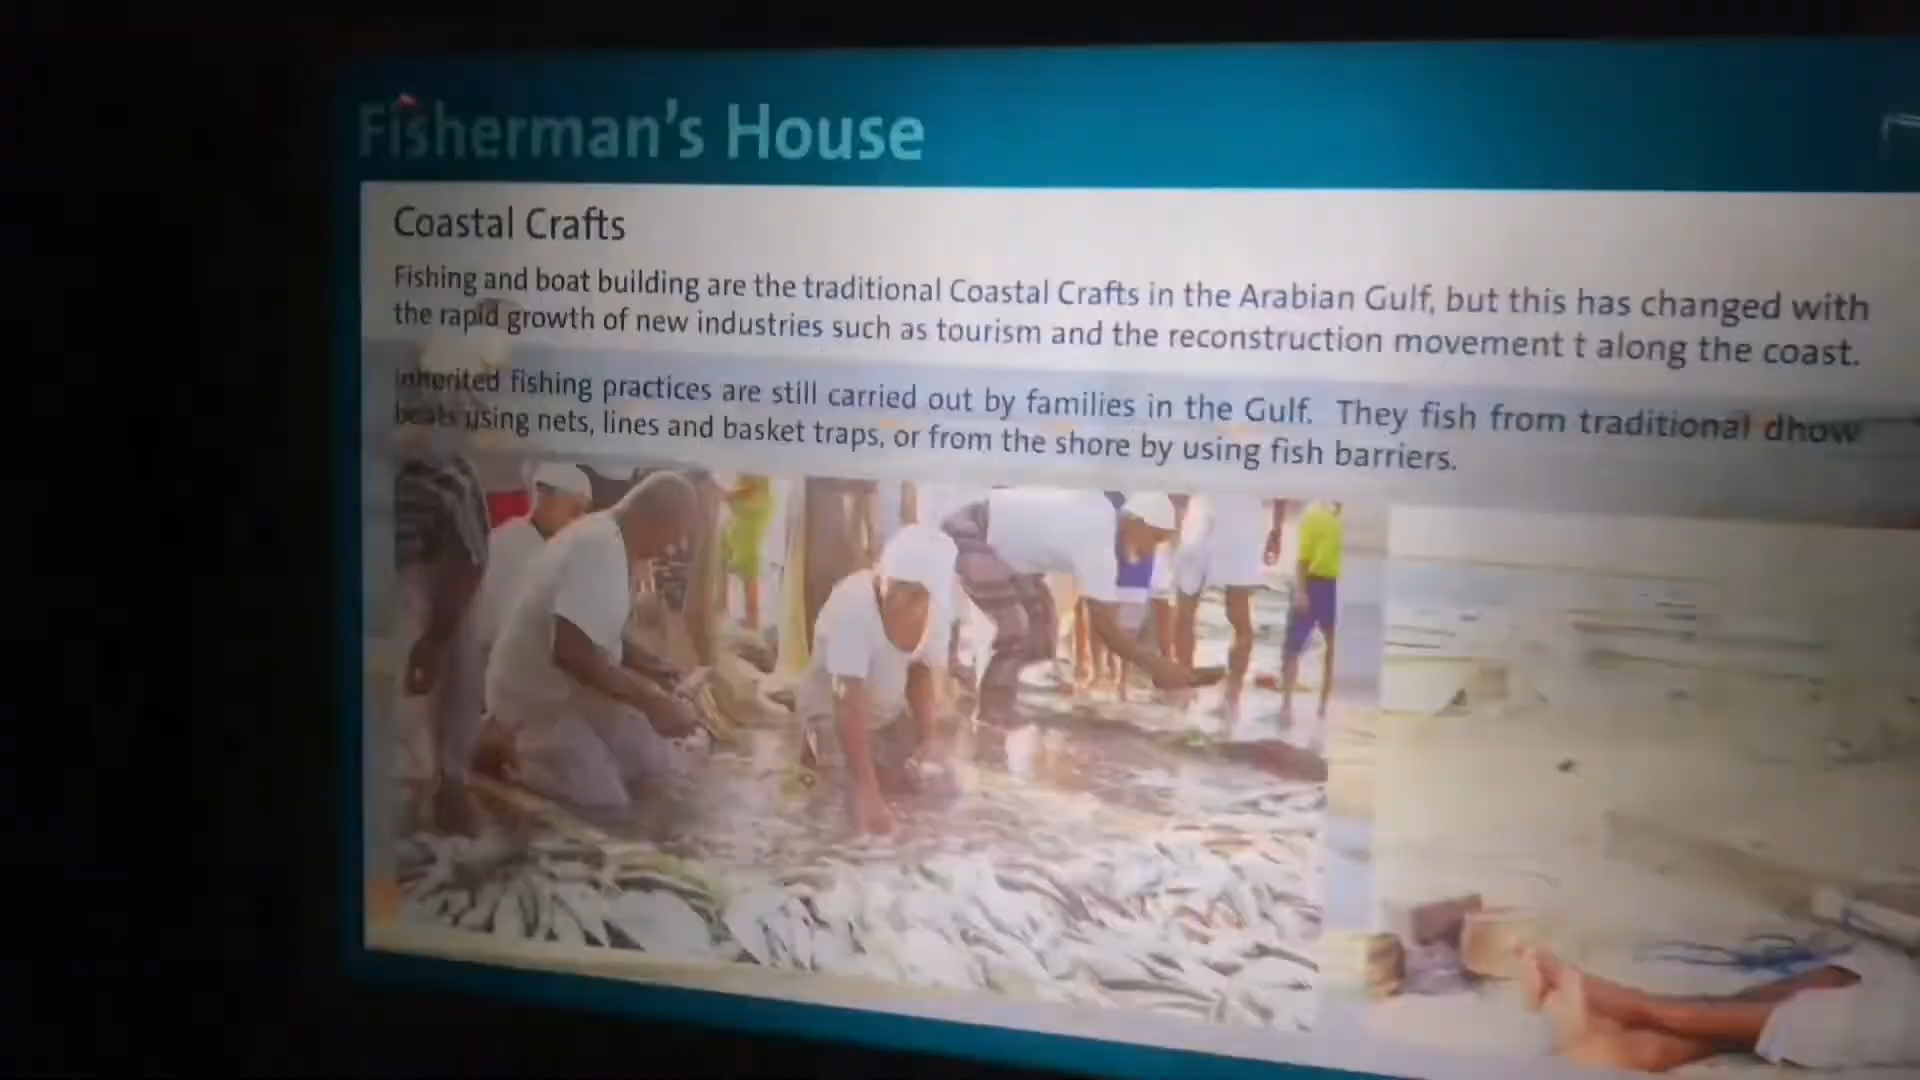 Fisherman's House
Coastal Crafts
Fishing and boat building are the traditional Coastal Crafts in the Arabian Gulf, but this has changed with
the rapid growth of new industries such as tourism and the reconstruction movement t along the coast.
Inherited fishing practices are still carried out by families in the Gulf. They fish from traditional dhow
boats using nets, lines and basket traps, or from the shore by using fish barriers.